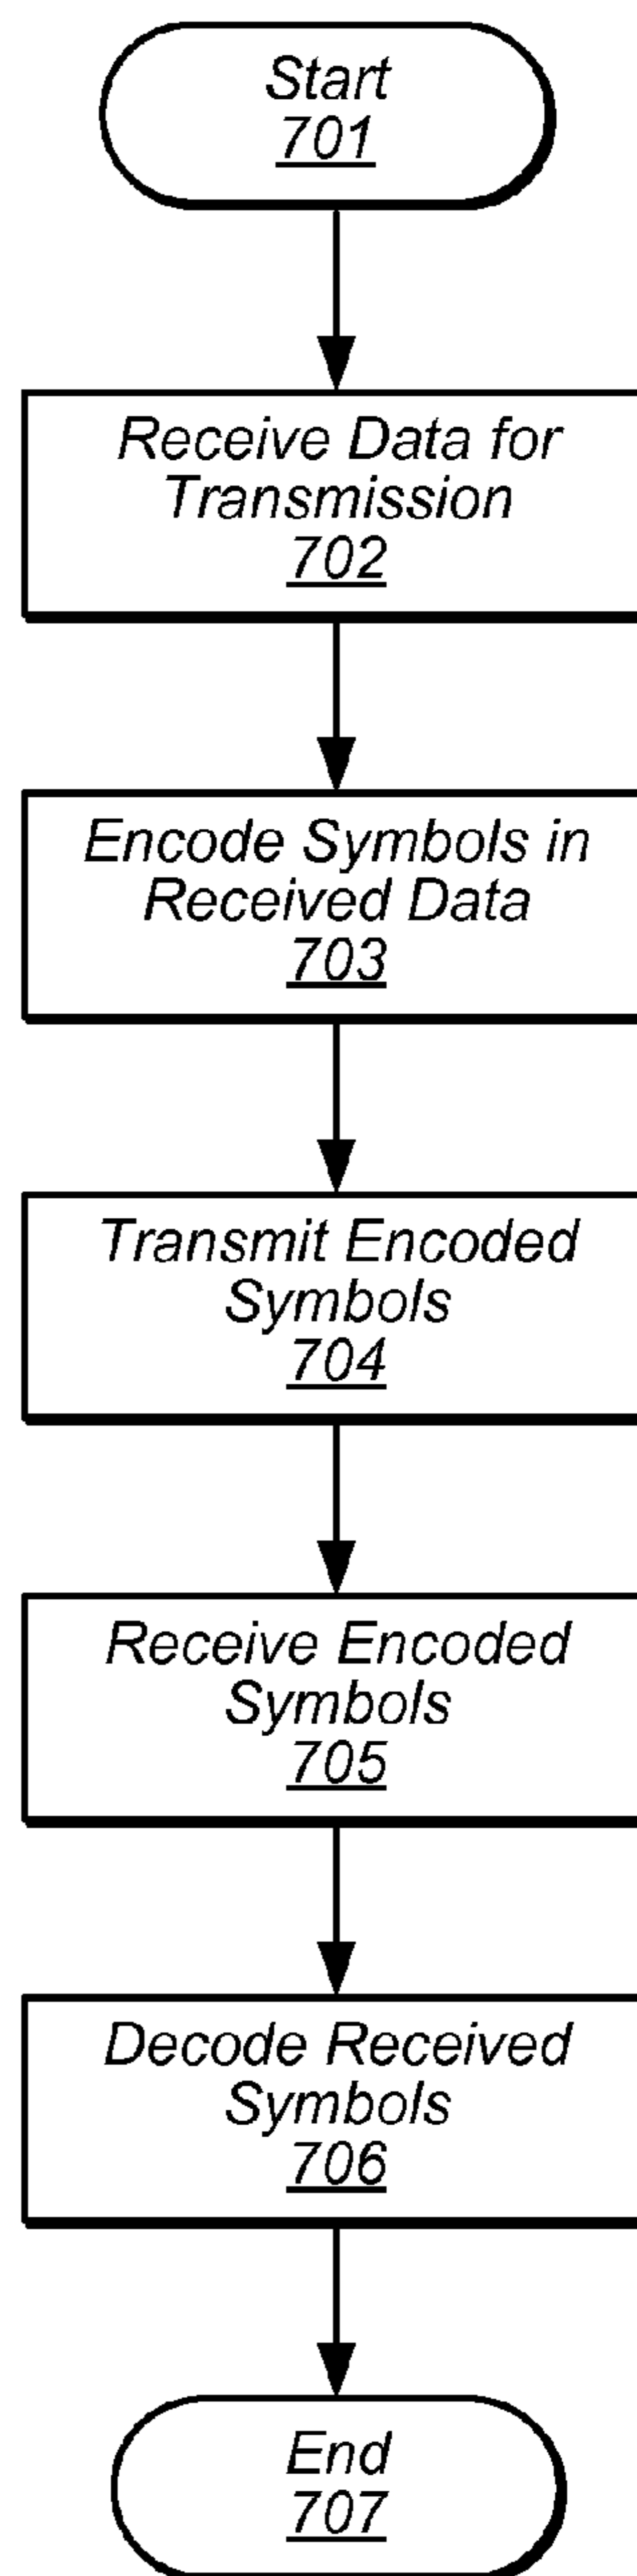 Start
701
Receive Data for
Transmission
702
Encode Symbols in
Received Data
703
Transmit Encoded
Symbols
704
Receive Encoded
Symbols
705
Decode Received
Symbols
706
End
707